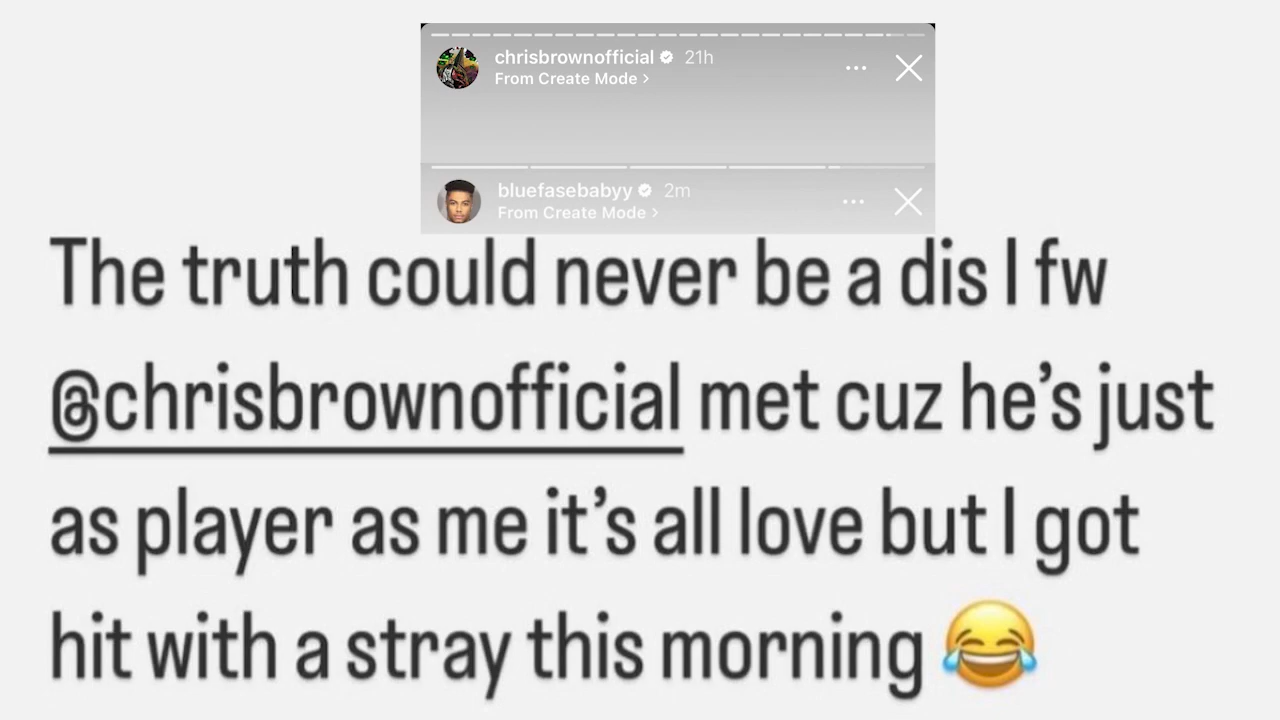 chrisbrownofficial 21h
From Create Mode >
bluefasebabyy 2m
From Create Mode >
The truth could never be a dis I fw
@chrisbrownofficial met cuz he's just
as player as me it's all love but I got
hit with a stray this morning 😂